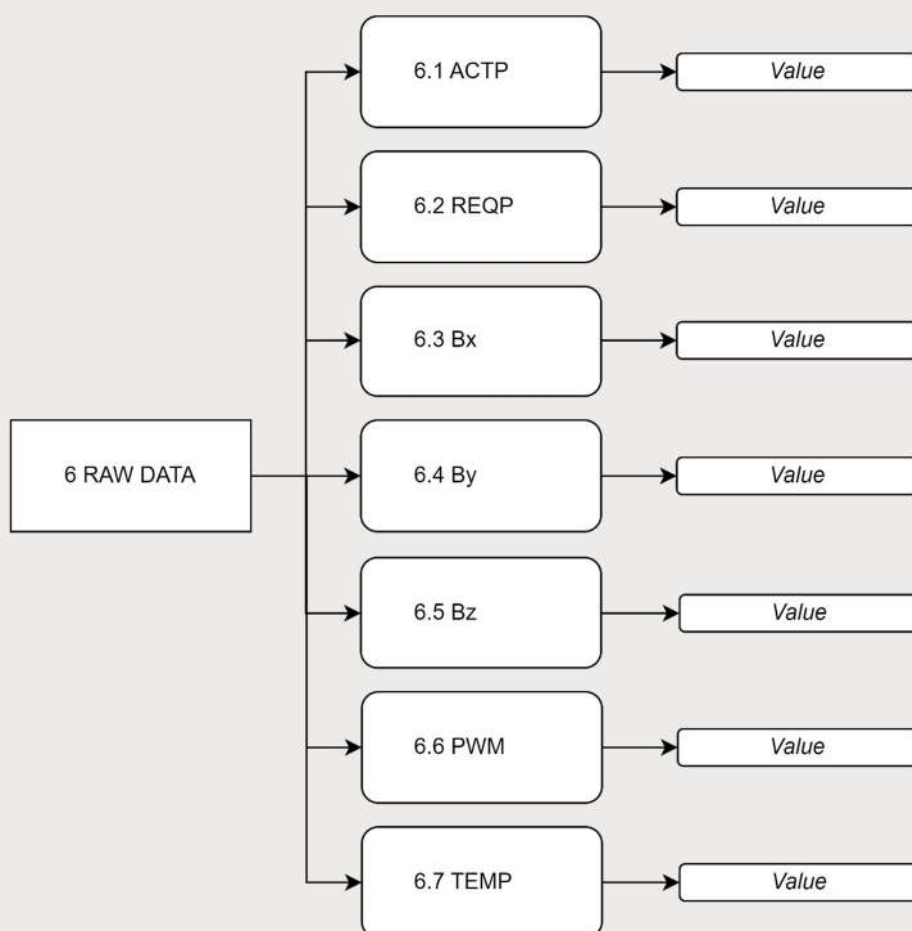 6.1 ACTP
Value
6.2 REQP
Value
6.3 Bx
Value
6 RAW DATA
6.4 By
Value
6.5 Bz
Value
6.6 PWM
Value
6.7 TEMP
Value